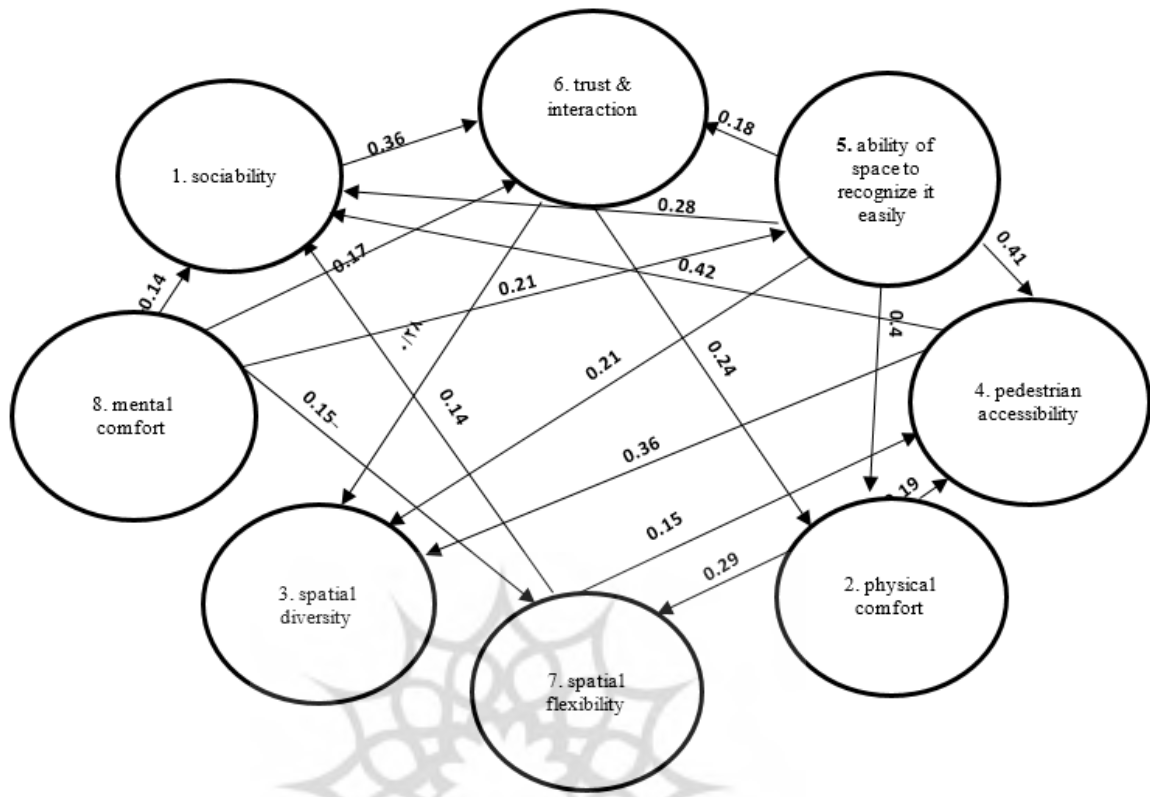 6. trust &
interaction
1. sociability
5. ability of
space to
recognize it
easily
0.36
0.18
0.28
0.17
0.42
0.41
0.14
0.21
۰/۲۸
0.4
0.24
0.21
8. mental
comfort
4. pedestrian
accessibility
0.15–
0.14
0.36
.19
0.15
0.29
3. spatial
diversity
2. physical
comfort
7. spatial
flexibility